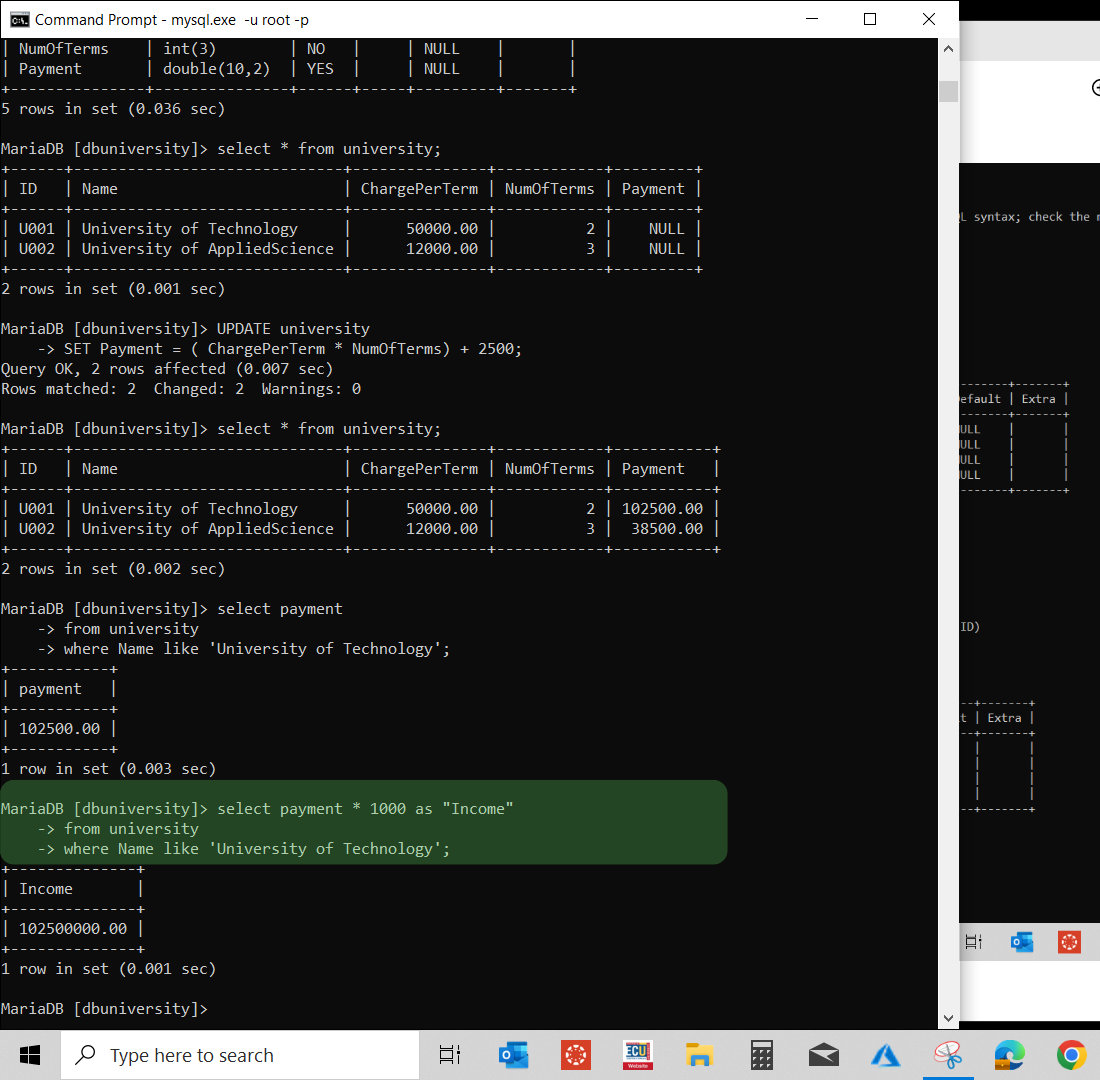 Command Prompt - mysql.exe  -u root -p
| NumOfTerms    | int(3)        | NO   |     | NULL    |       |
| Payment       | double(10,2)  | YES  |     | NULL    |       |
+---------------+---------------+------+-----+---------+-------+
5 rows in set (0.036 sec)
MariaDB [dbuniversity]> select * from university;
+------+------------------------------+---------------+------------+---------+
| ID   | Name                         | ChargePerTerm | NumOfTerms | Payment |
+------+------------------------------+---------------+------------+---------+
| U001 | University of Technology     |      50000.00 |          2 |    NULL |
| U002 | University of AppliedScience |      12000.00 |          3 |    NULL |
+------+------------------------------+---------------+------------+---------+
2 rows in set (0.001 sec)
MariaDB [dbuniversity]> UPDATE university
    -> SET Payment = ( ChargePerTerm * NumOfTerms) + 2500;
Query OK, 2 rows affected (0.007 sec)
Rows matched: 2  Changed: 2  Warnings: 0
MariaDB [dbuniversity]> select * from university;
+------+------------------------------+---------------+------------+-----------+
| ID   | Name                         | ChargePerTerm | NumOfTerms | Payment   |
+------+------------------------------+---------------+------------+-----------+
| U001 | University of Technology     |      50000.00 |          2 | 102500.00 |
| U002 | University of AppliedScience |      12000.00 |          3 |  38500.00 |
+------+------------------------------+---------------+------------+-----------+
2 rows in set (0.002 sec)
MariaDB [dbuniversity]> select payment
    -> from university
    -> where Name like 'University of Technology';
+-----------+
| payment   |
+-----------+
| 102500.00 |
+-----------+
1 row in set (0.003 sec)
MariaDB [dbuniversity]> select payment * 1000 as "Income"
    -> from university
    -> where Name like 'University of Technology';
+--------------+
| Income       |
+--------------+
| 102500000.00 |
+--------------+
1 row in set (0.001 sec)
MariaDB [dbuniversity]>
L syntax; check the
-------+-------+
efault | Extra |
-------+-------+
ULL    |       |
ULL    |       |
ULL    |       |
ULL    |       |
-------+-------+
ID)
--+-------+
t | Extra |
--+-------+
  |       |
  |       |
  |       |
  |       |
--+-------+
Type here to search
ECU
Website